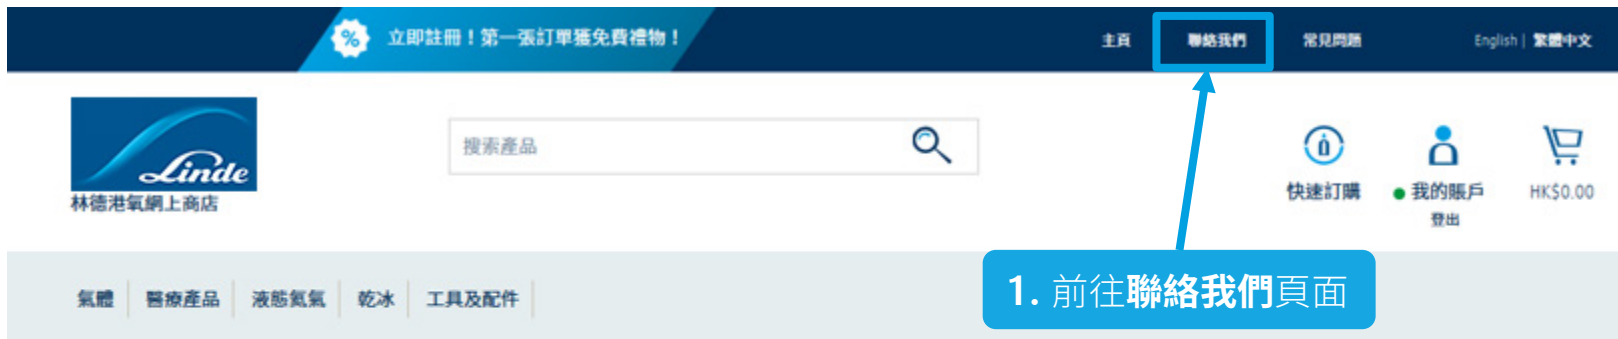 % 立即註冊！第一張訂單獲免費禮物！
主頁 聯絡我們 常見問題 English | 繁體中文
Linde
林德港氧網上商店
搜索產品
快速訂購
我的賬戶
登出
HK$0.00
氣體 醫療產品 液態氮氣 乾冰 工具及配件
1. 前往聯絡我們頁面